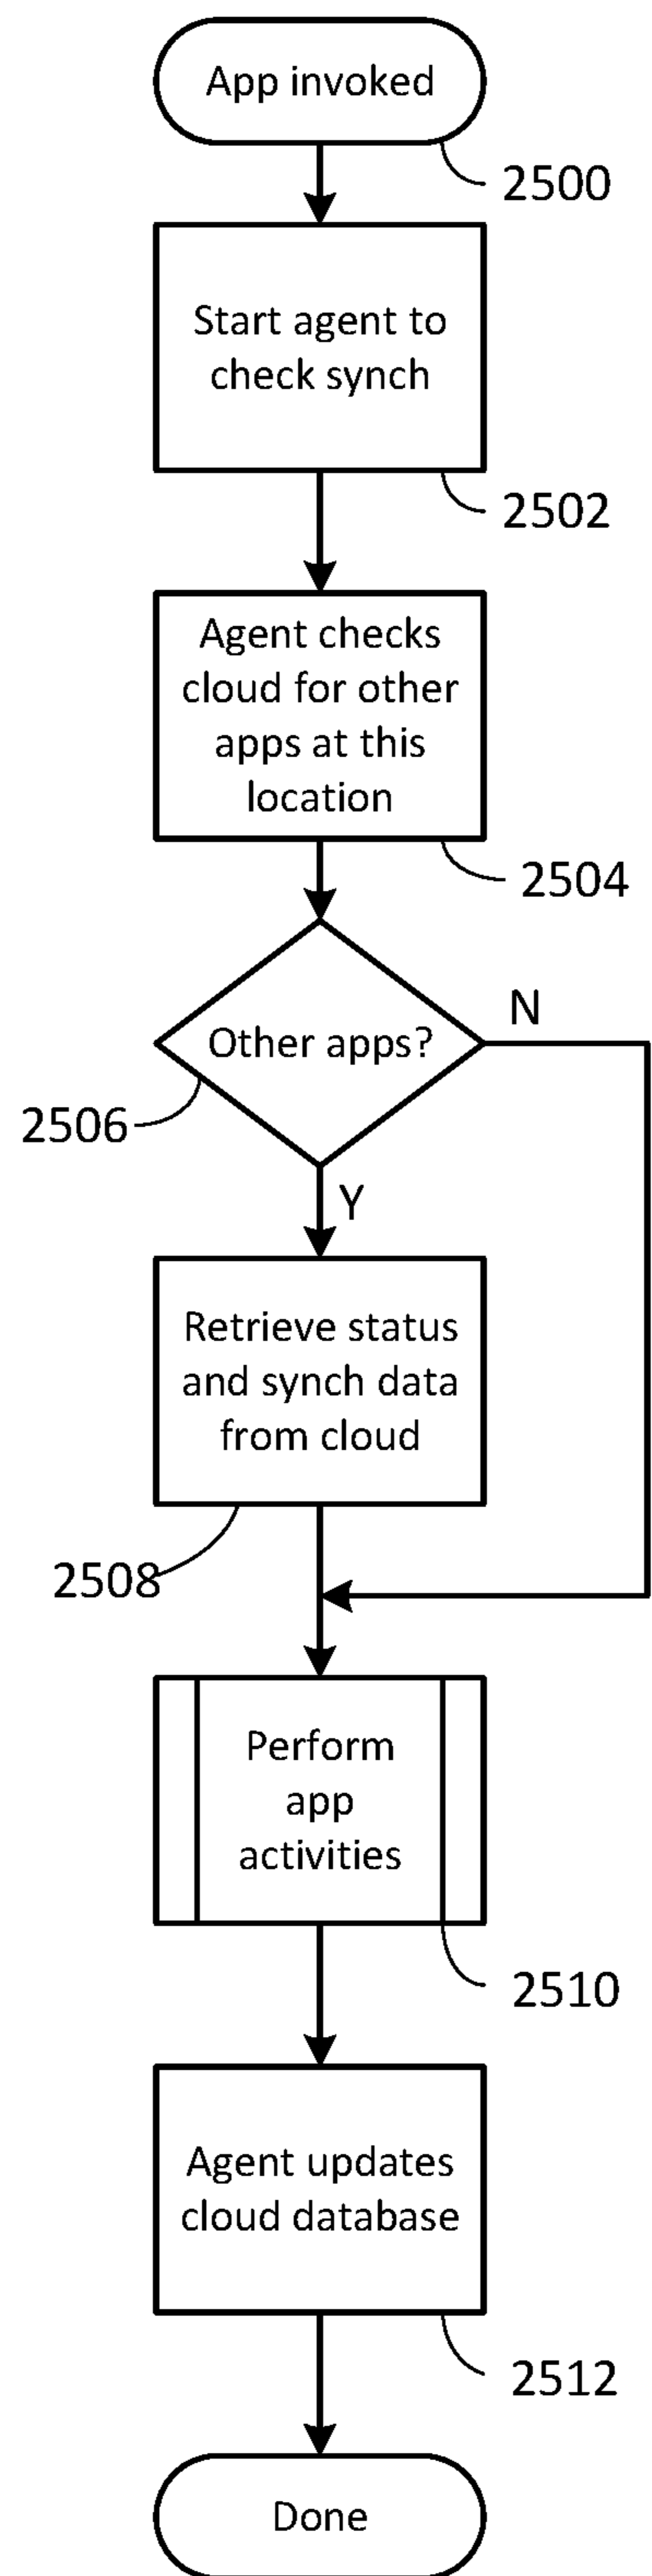 App invoked
2500
Start agent to
check synch
2502
Agent checks
cloud for other
apps at this
location
2504
Other apps?
N
2506
Y
Retrieve status
and synch data
from cloud
2508
Perform
app
activities
2510
Agent updates
cloud database
2512
Done